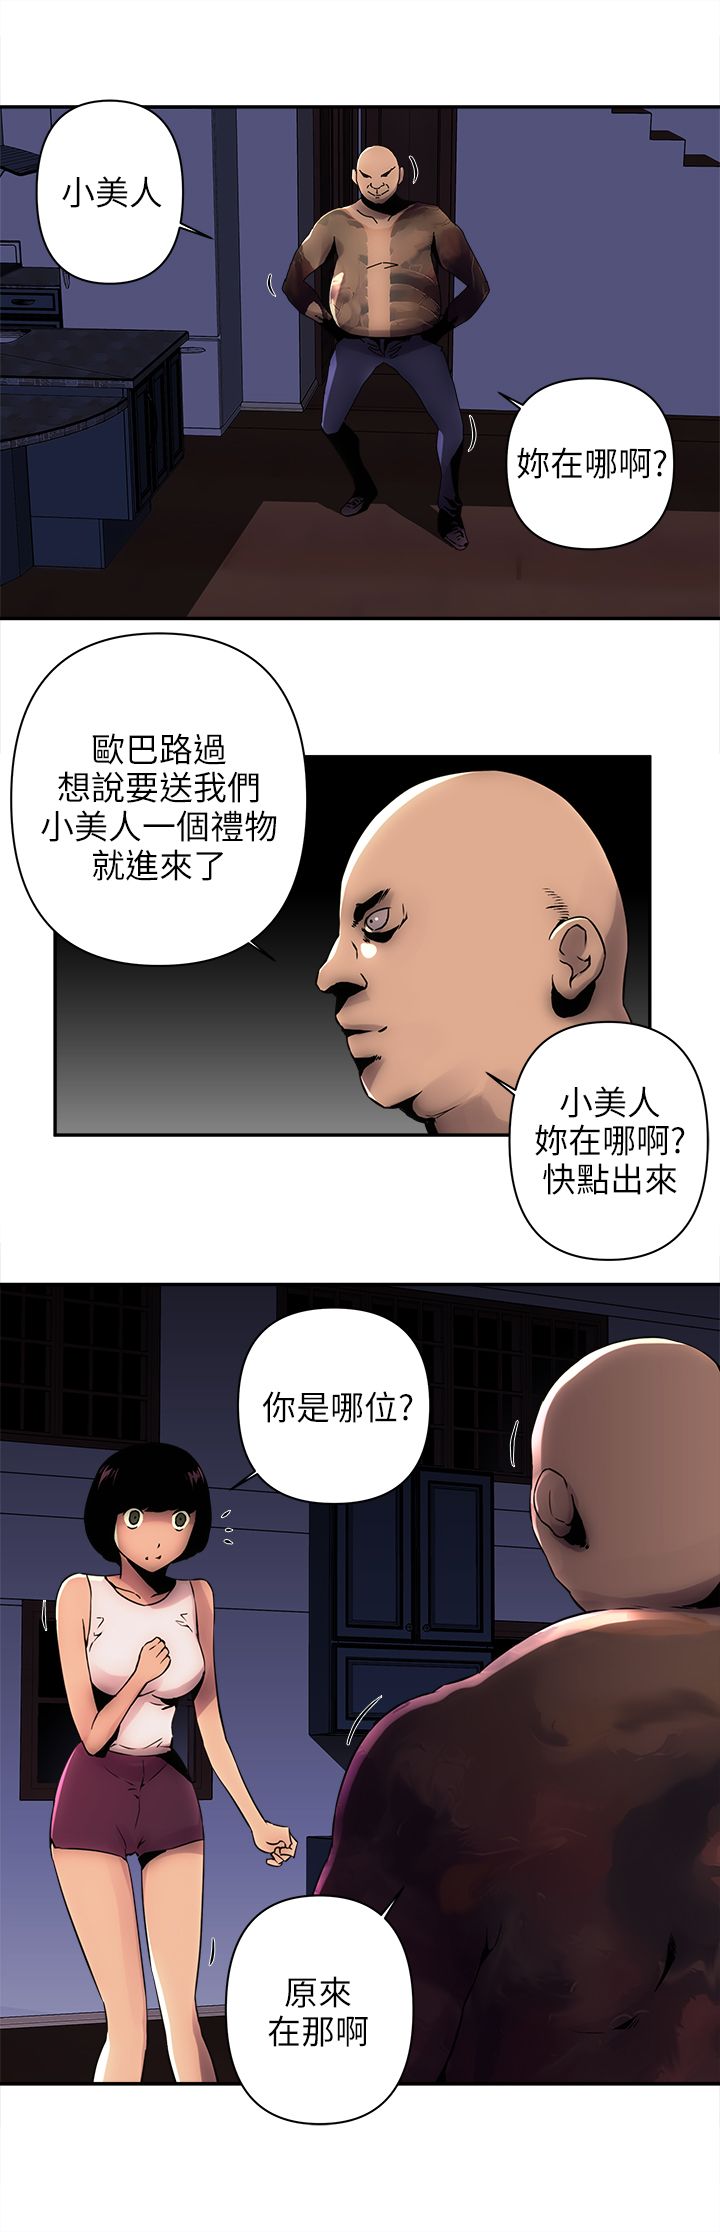 小美人
妳在哪啊?
歐巴路過
想說要送我們
小美人一個禮物
就進來了
小美人
妳在哪啊?
快點出來
你是哪位?
原來
在那啊